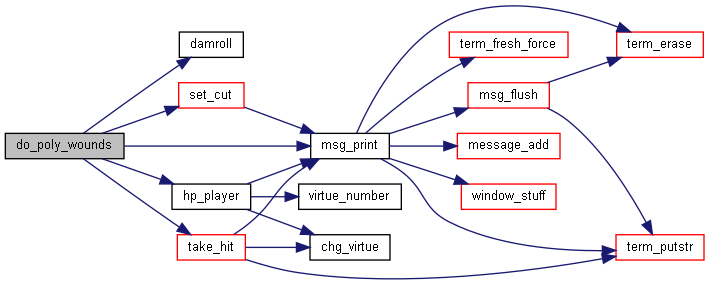 do_poly_wounds
damroll
set_cut
hp_player
take_hit
msg_print
virtue_number
chg_virtue
term_fresh_force
msg_flush
message_add
window_stuff
term_erase
term_putstr